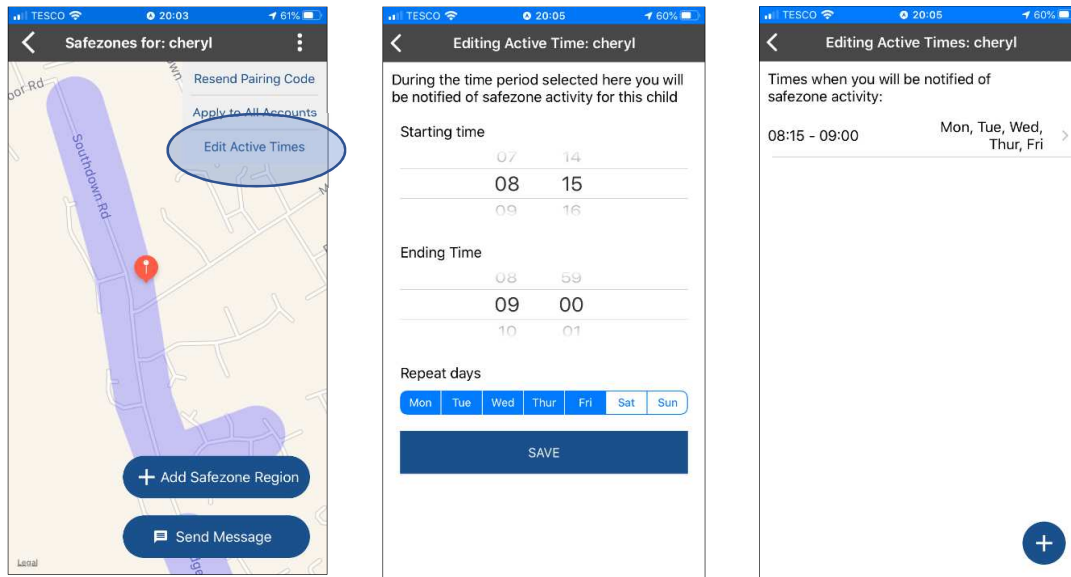 TESCO 20:03 61%
Safezones for: cheryl
Resend Pairing Code
Apply to All Accounts
Edit Active Times
oor Rd
Southdown Rd
+ Add Safezone Region
Send Message
Legal
TESCO 20:05 60%
Editing Active Time: cheryl
During the time period selected here you will
be notified of safezone activity for this child
Starting time
07 14
08 15
09 16
Ending Time
08 59
09 00
10 01
Repeat days
Mon Tue Wed Thur Fri Sat Sun
SAVE
TESCO 20:05 60%
Editing Active Times: cheryl
Times when you will be notified of
safezone activity:
08:15 - 09:00 Mon, Tue, Wed,
Thur, Fri
+